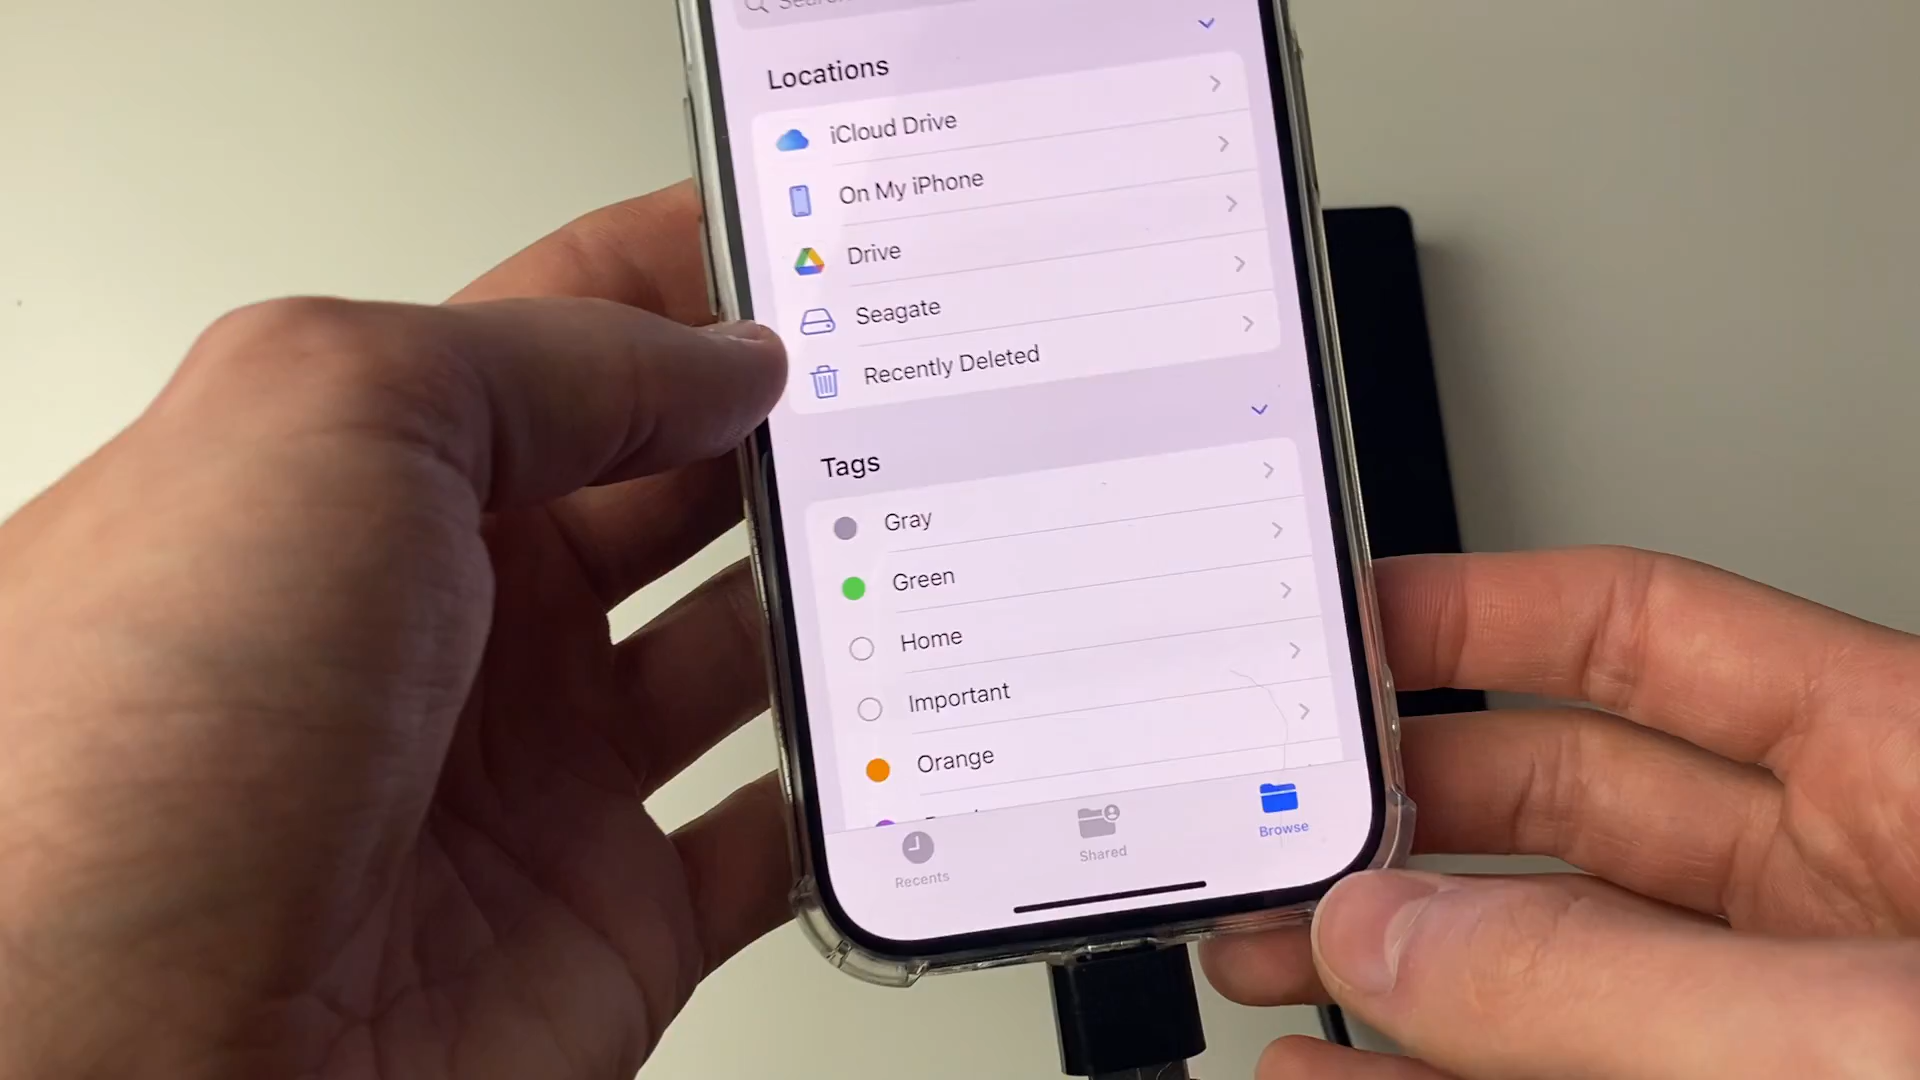 Locations
iCloud Drive
On My iPhone
Drive
Seagate
Recently Deleted
Tags
Gray
Green
Home
Important
Orange
Recents
Shared
Browse